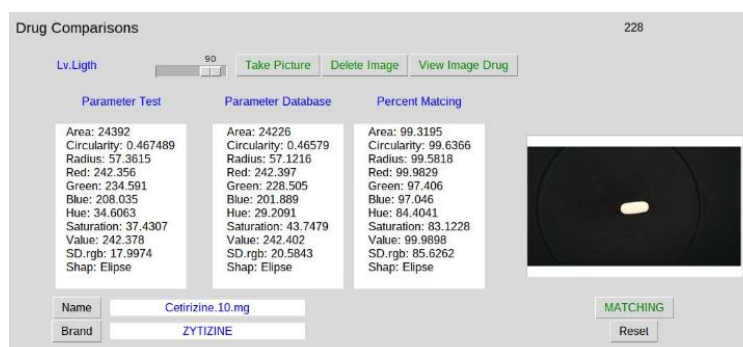 Drug Comparisons 228
Lv.Ligth 90 Take Picture Delete Image View Image Drug
Parameter Test Parameter Database Percent Matcing
Area: 24392 Area: 24226 Area: 99.3195
Circularity: 0.467489 Circularity: 0.46579 Circularity: 99.6366
Radius: 57.3615 Radius: 57.1216 Radius: 99.5818
Red: 242.356 Red: 242.397 Red: 99.9829
Green: 234.591 Green: 228.505 Green: 97.406
Blue: 208.035 Blue: 201.889 Blue: 97.046
Hue: 34.6063 Hue: 29.2091 Hue: 84.4041
Saturation: 37.4307 Saturation: 43.7479 Saturation: 83.1228
Value: 242.378 Value: 242.402 Value: 99.9898
SD.rgb: 17.9974 SD.rgb: 20.5843 SD.rgb: 85.6262
Shap: Elipse Shap: Elipse Shap: Elipse
Name Cetirizine.10.mg MATCHING
Brand ZYTIZINE Reset